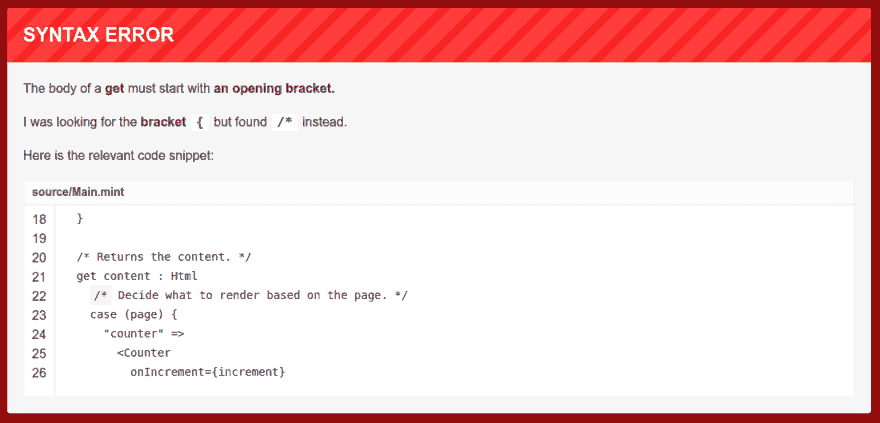 SYNTAX ERROR
The body of a get must start with an opening bracket.
I was looking for the bracket { but found /* instead.
Here is the relevant code snippet:
source/Main.mint
18 }
19
20 /* Returns the content. */
21 get content : Html
22 /* Decide what to render based on the page. */
23 case (page) {
24 "counter" =>
25 <Counter
26 onIncrement={increment}